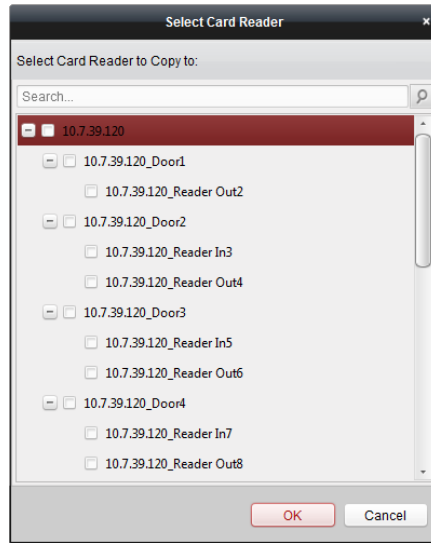 Select Card Reader ×
Select Card Reader to Copy to:
Search...
10.7.39.120
10.7.39.120_Door1
10.7.39.120_Reader Out2
10.7.39.120_Door2
10.7.39.120_Reader In3
10.7.39.120_Reader Out4
10.7.39.120_Door3
10.7.39.120_Reader In5
10.7.39.120_Reader Out6
10.7.39.120_Door4
10.7.39.120_Reader In7
10.7.39.120_Reader Out8
OK Cancel